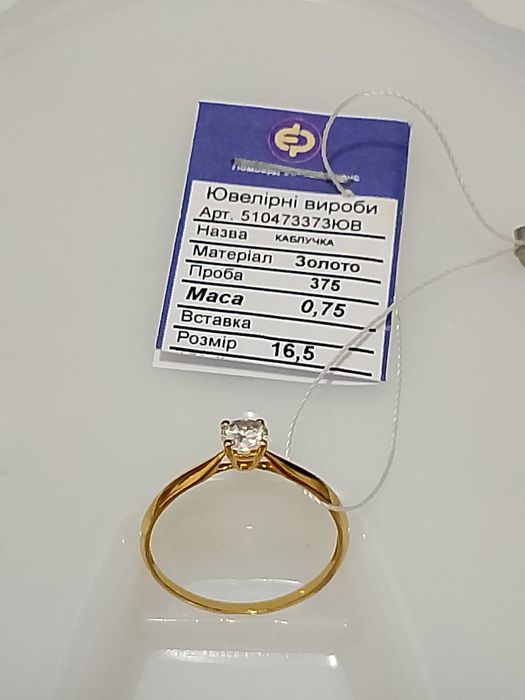 Ювелірні вироби
Арт. 510473373ЮВ
Назва КАБЛУЧКА
Матеріал Золото
Проба 375
Маса 0,75
Вставка
Розмір 16,5